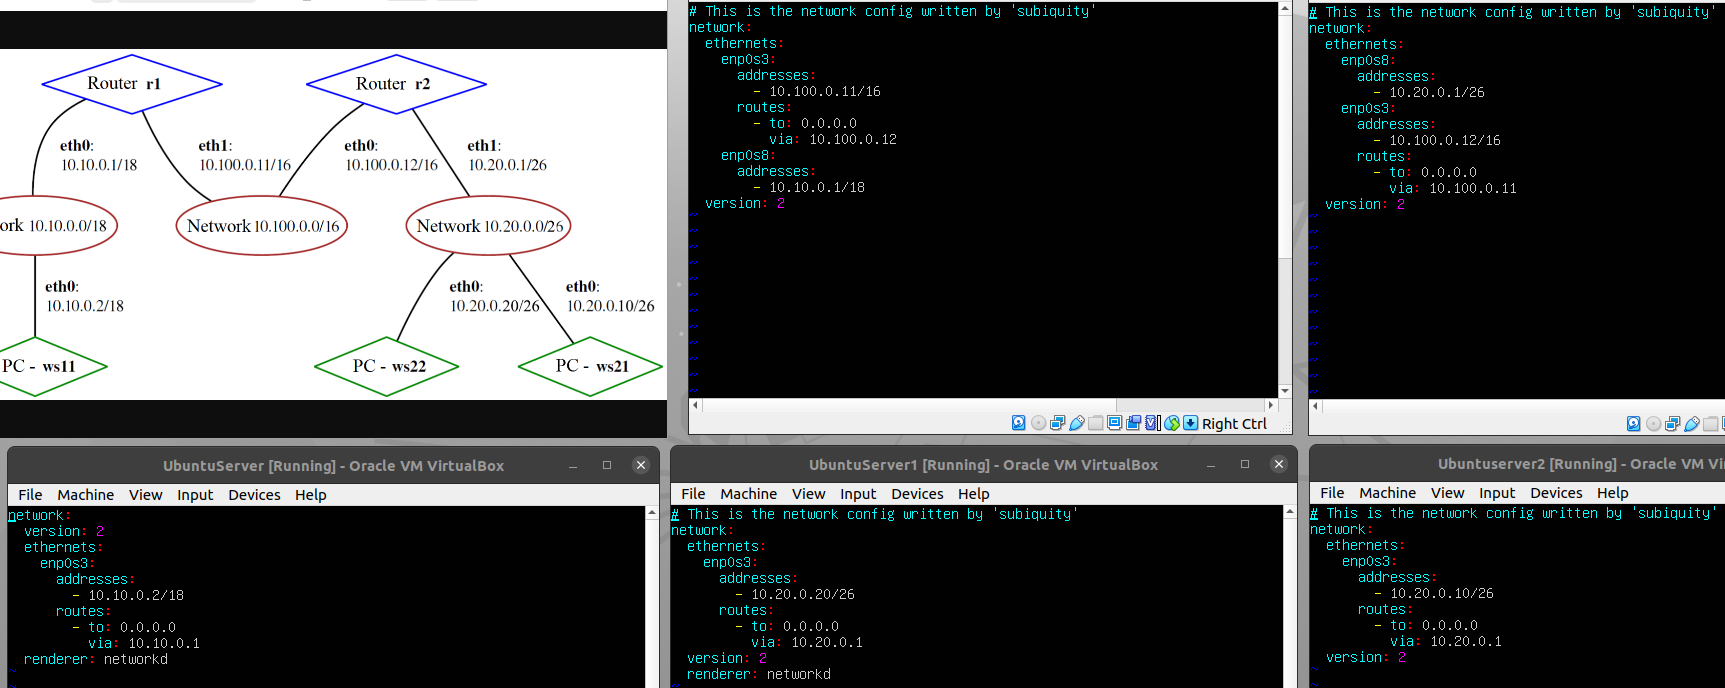 Router r1
Router r2
eth0:
10.10.0.1/18
eth1:
10.100.0.11/16
eth0:
10.100.0.12/16
eth1:
10.20.0.1/26
ork 10.10.0.0/18
Network 10.100.0.0/16
Network 10.20.0.0/26
eth0:
10.10.0.2/18
eth0:
10.20.0.20/26
eth0:
10.20.0.10/26
PC - ws11
PC - ws22
PC - ws21
# This is the network config written by 'subiquity'
network:
  ethernets:
    enp0s3:
      addresses:
        - 10.100.0.11/16
      routes:
        - to: 0.0.0.0
          via: 10.100.0.12
    enp0s8:
      addresses:
        - 10.10.0.1/18
  version: 2
~
~
~
~
~
~
~
~
~
~
~
~
Right Ctrl
# This is the network config written by 'subiquity'
network:
  ethernets:
    enp0s8:
      addresses:
        - 10.20.0.1/26
    enp0s3:
      addresses:
        - 10.100.0.12/16
      routes:
        - to: 0.0.0.0
          via: 10.100.0.11
  version: 2
~
~
~
~
~
~
~
~
~
~
~
~
UbuntuServer [Running] - Oracle VM VirtualBox
File Machine View Input Devices Help
network:
  version: 2
  ethernets:
    enp0s3:
      addresses:
        - 10.10.0.2/18
      routes:
        - to: 0.0.0.0
          via: 10.10.0.1
  renderer: networkd
~
UbuntuServer1 [Running] - Oracle VM VirtualBox
File Machine View Input Devices Help
# This is the network config written by 'subiquity'
network:
  ethernets:
    enp0s3:
      addresses:
        - 10.20.0.20/26
      routes:
        - to: 0.0.0.0
          via: 10.20.0.1
  version: 2
  renderer: networkd
~
Ubuntuserver2 [Running] - Oracle VM Vi
File Machine View Input Devices Help
# This is the network config written by 'subiquity'
network:
  ethernets:
    enp0s3:
      addresses:
        - 10.20.0.10/26
      routes:
        - to: 0.0.0.0
          via: 10.20.0.1
  version: 2
~
~